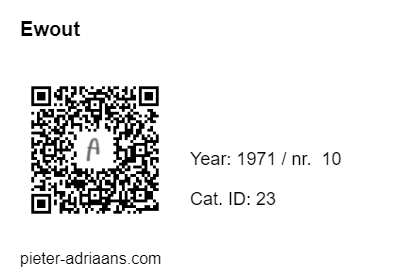 Ewout
A
Year: 1971 / nr.  10
Cat. ID: 23
pieter-adriaans.com